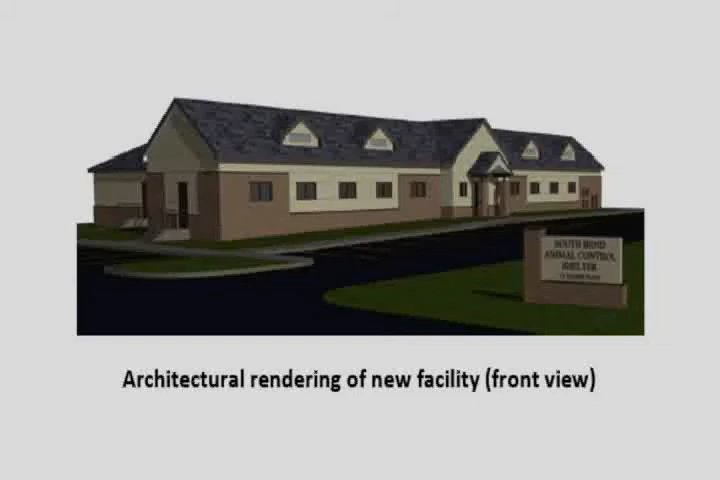 SOUTH BEND
ANIMAL CONTROL
SHELTER
Architectural rendering of new facility (front view)